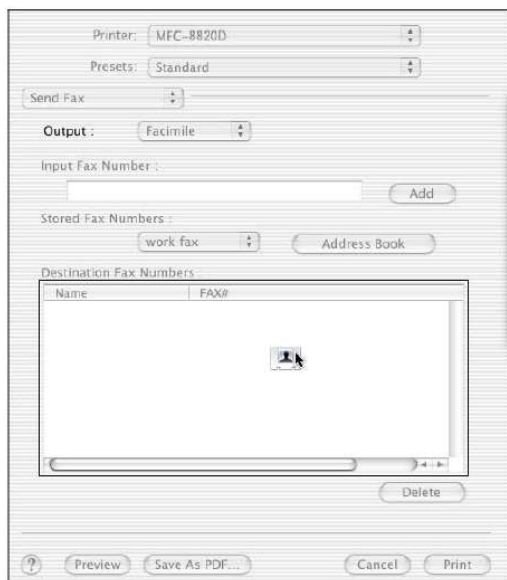 Printer: MFC-8820D
Presets: Standard
Send Fax
Output : Facimile
Input Fax Number :
Add
Stored Fax Numbers :
work fax Address Book
Destination Fax Numbers :
Name FAX#
Delete
? Preview Save As PDF... Cancel Print